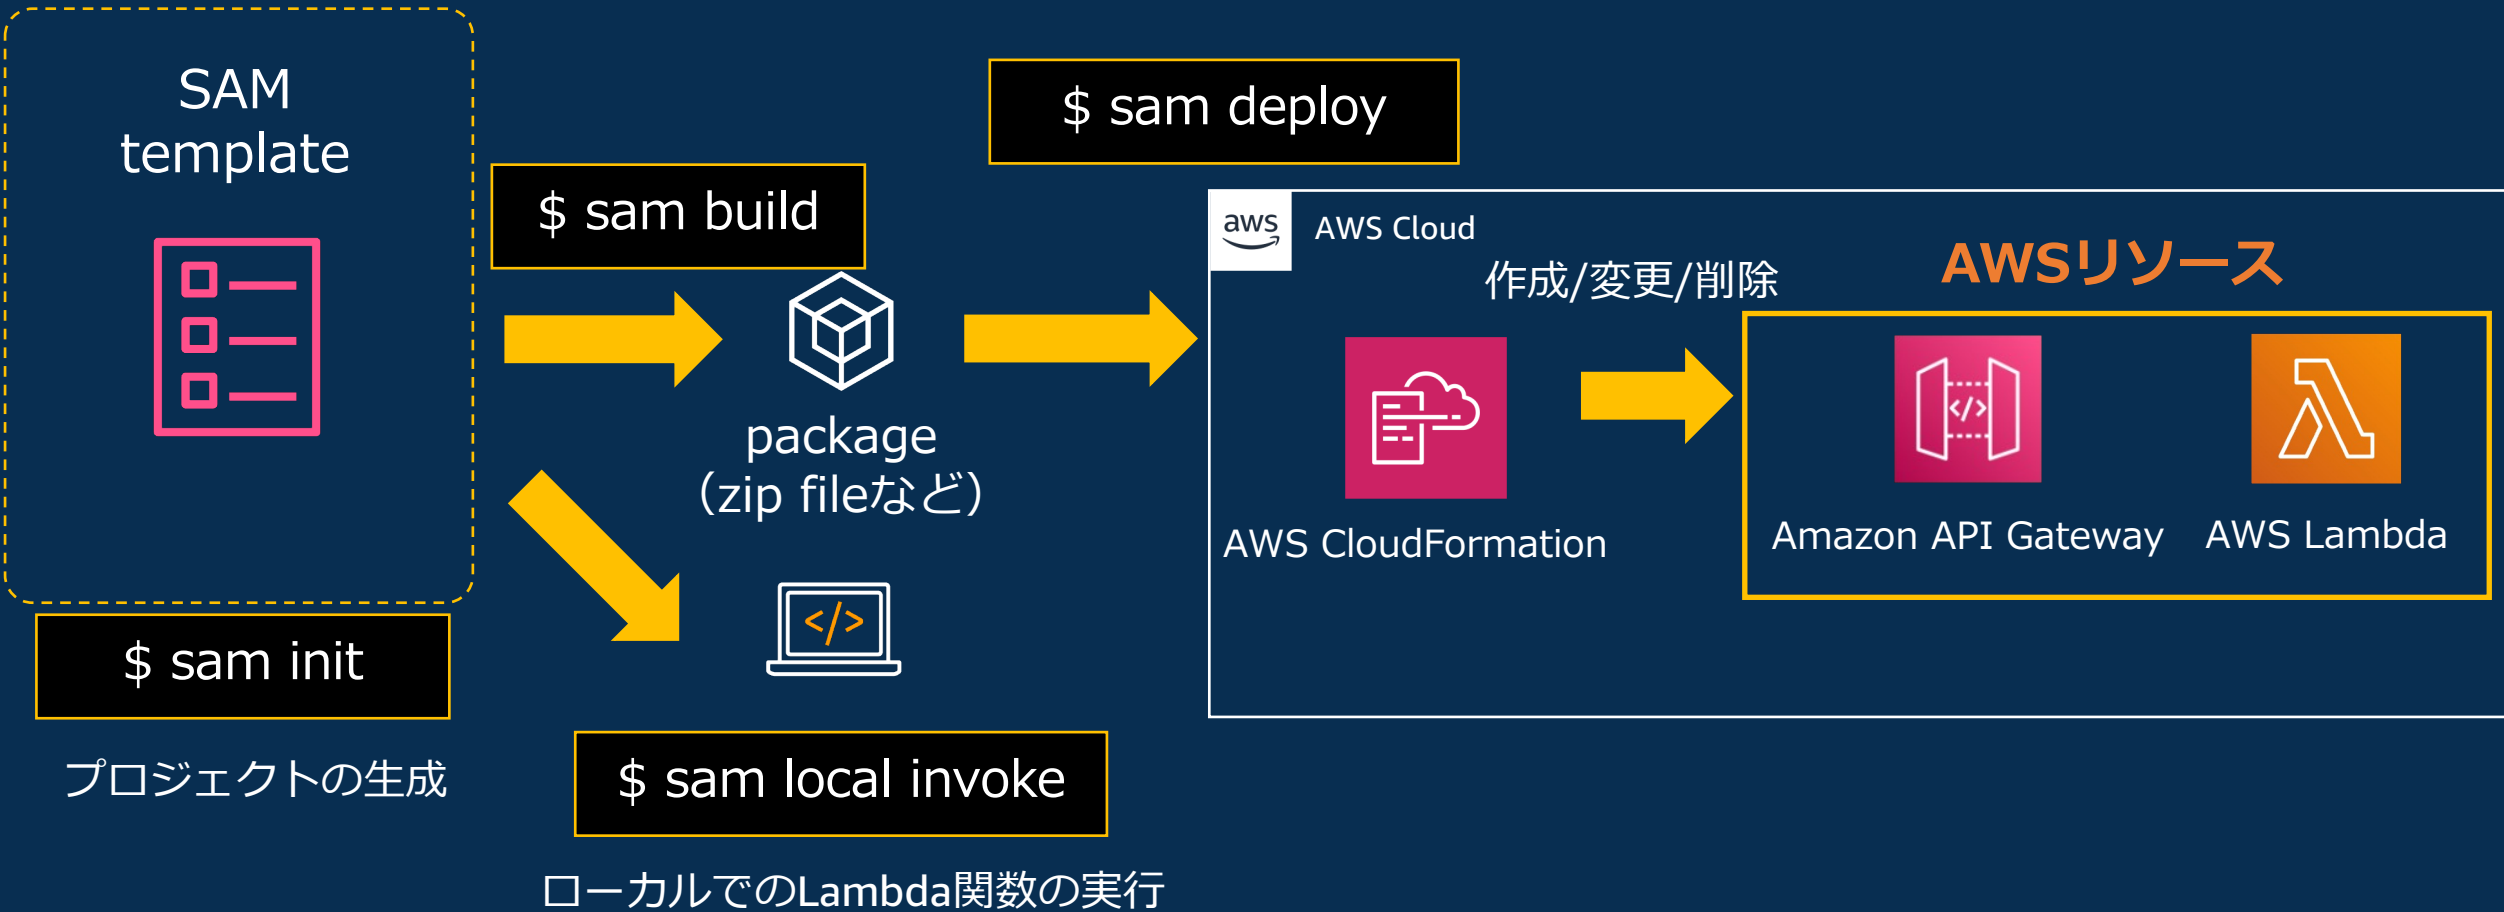 SAM
template
$ sam init
プロジェクトの生成
$ sam build
package
(zip fileなど)
$ sam local invoke
ローカルでのLambda関数の実行
$ sam deploy
aws
AWS Cloud
作成/変更/削除
AWS CloudFormation
AWSリソース
Amazon API Gateway
AWS Lambda